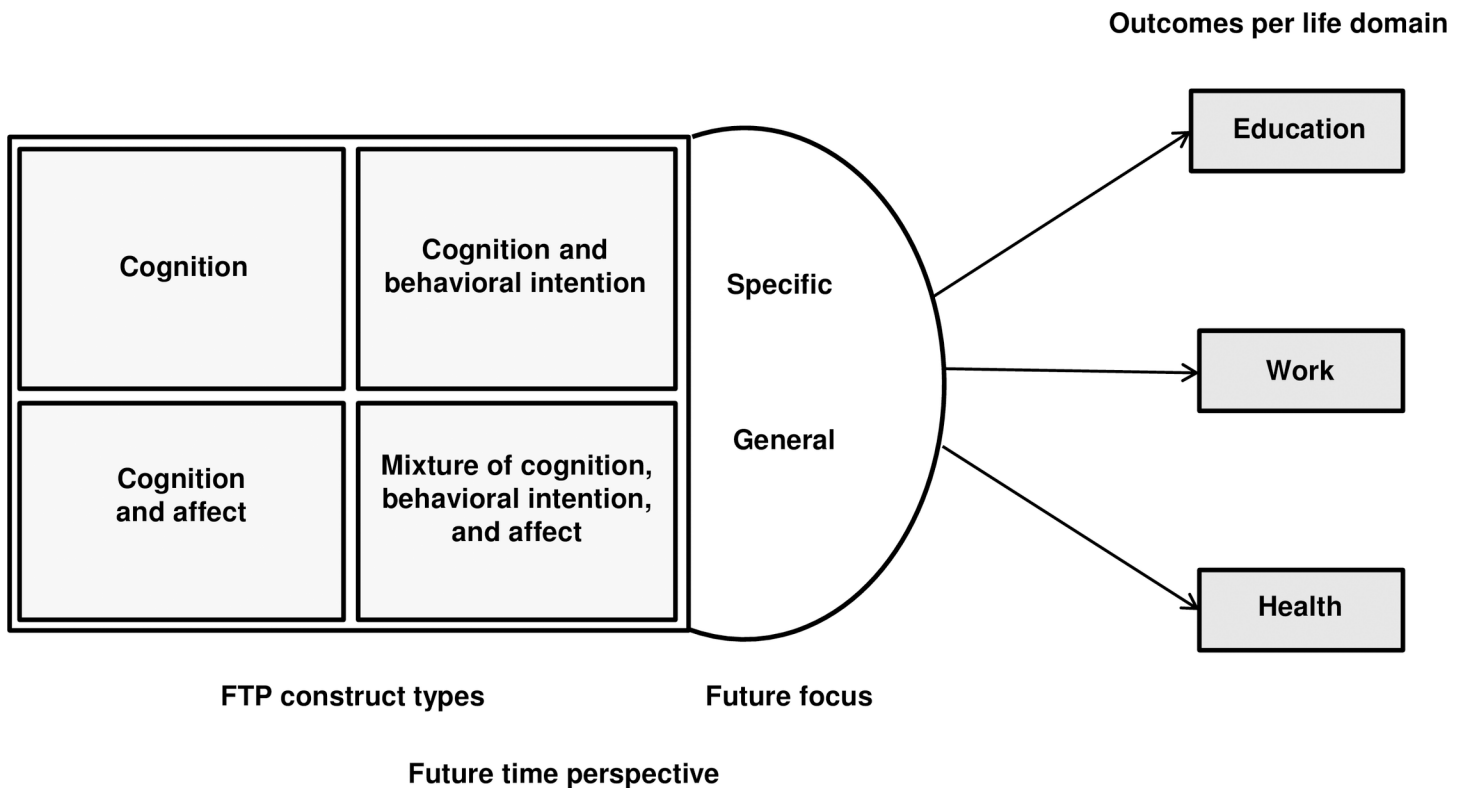 Outcomes per life domain
Education
Cognition
Cognition and
behavioral intention
Specific
Work
General
Cognition
and affect
Mixture of cognition,
behavioral intention,
and affect
Health
FTP construct types
Future focus
Future time perspective